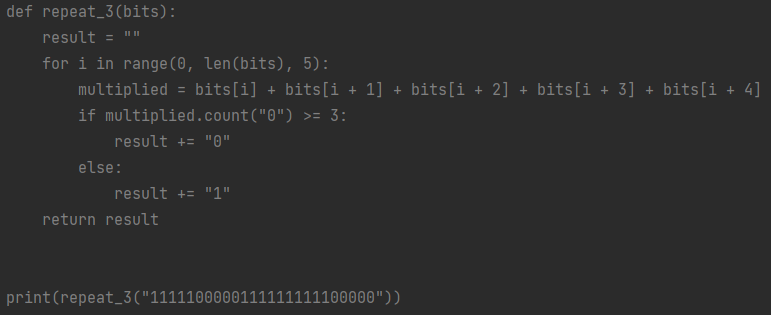 def repeat_3(bits):
    result = ""
    for i in range(0, len(bits), 5):
        multiplied = bits[i] + bits[i + 1] + bits[i + 2] + bits[i + 3] + bits[i + 4]
        if multiplied.count("0") >= 3:
            result += "0"
        else:
            result += "1"
    return result
print(repeat_3("1111100000111111111100000"))